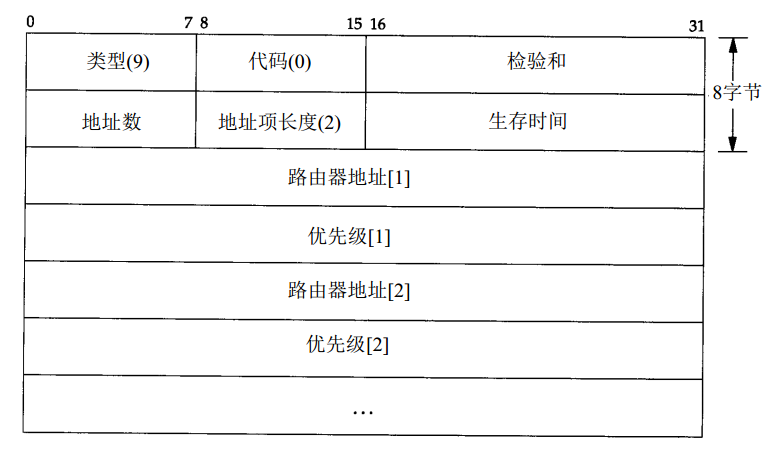 0 7 8 15 16 31
类型(9) 代码(0) 检验和
8字节
地址数 地址项长度(2) 生存时间
路由器地址[1]
优先级[1]
路由器地址[2]
优先级[2]
…